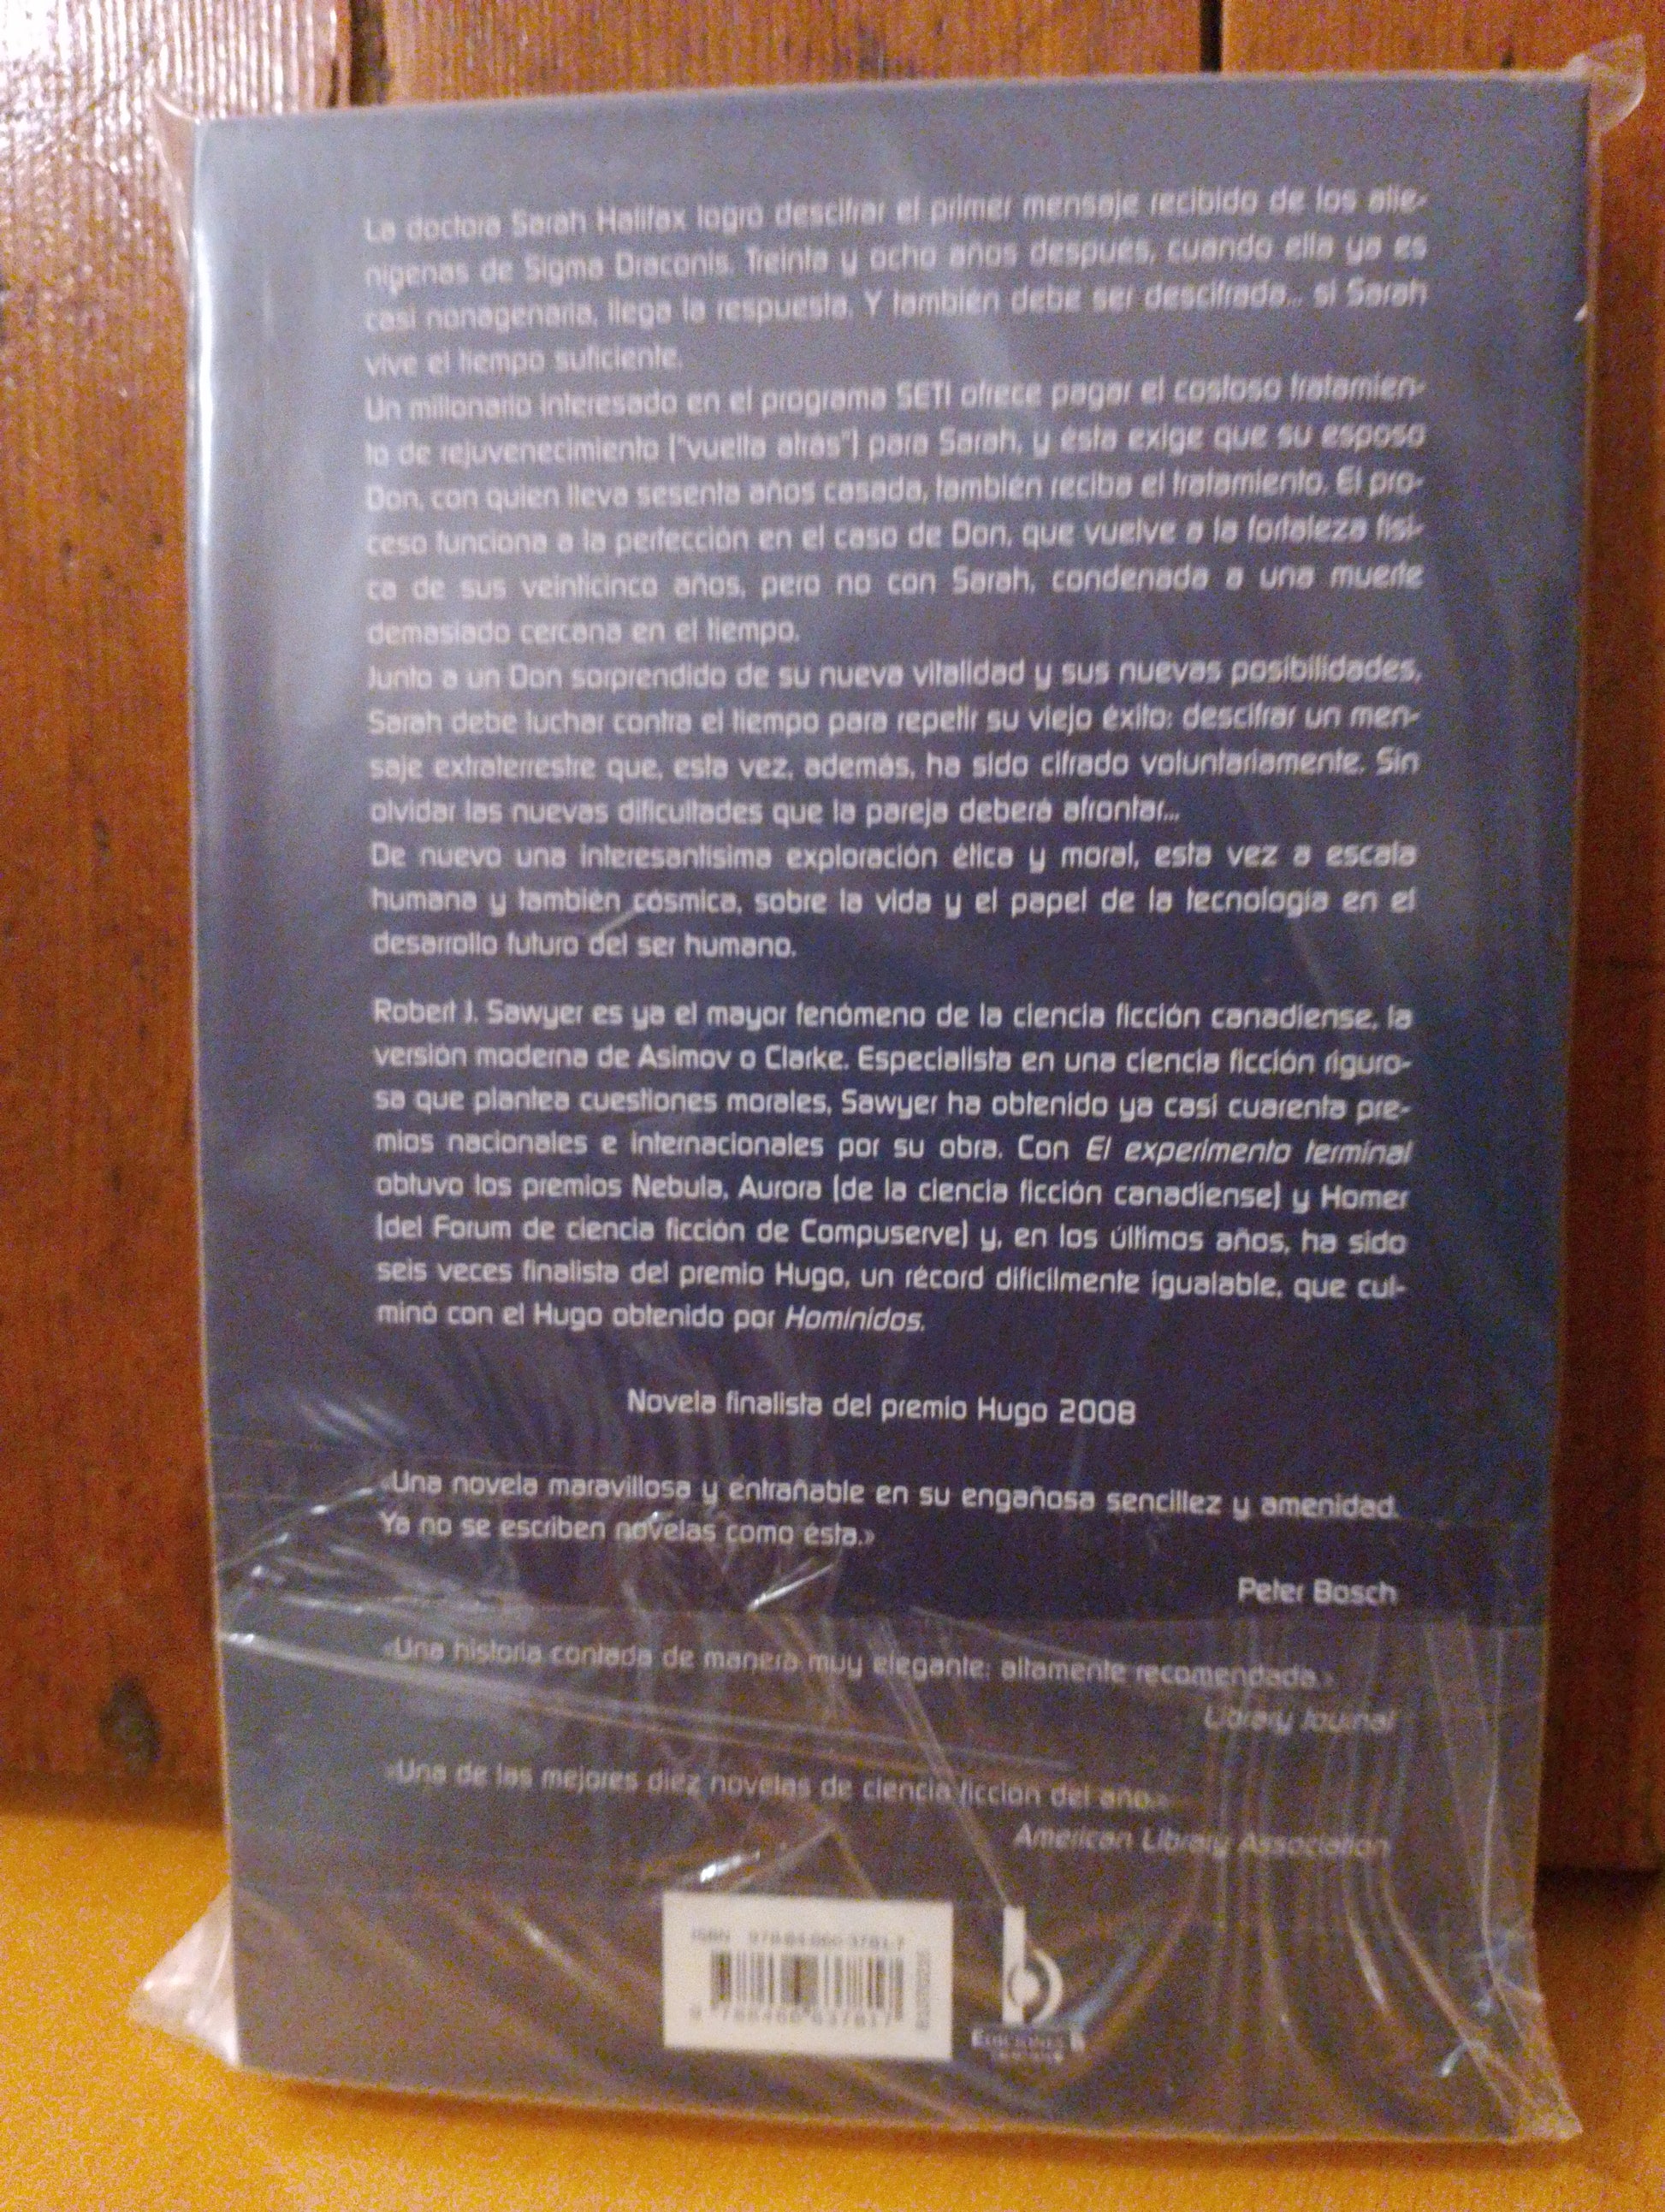 La doctora Sarah Halifax logró descifrar el primer mensaje recibido de los alie-
nígenas de Sigma Draconis. Treinta y ocho años después, cuando ella ya es
casi nonagenaria, llega la respuesta. Y también debe ser descifrada... si Sarah
vive el tiempo suficiente.
Un millonario interesado en el programa SETI ofrece pagar el costoso tratamien-
to de rejuvenecimiento ("vuelta atrás") para Sarah, y ésta exige que su esposo
Don, con quien lleva sesenta años casada, también reciba el tratamiento. El pro-
ceso funciona a la perfección en el caso de Don, que vuelve a la fortaleza físi-
ca de sus veinticinco años, pero no con Sarah, condenada a una muerte
demasiado cercana en el tiempo.
Junto a un Don sorprendido de su nueva vitalidad y sus nuevas posibilidades,
Sarah debe luchar contra el tiempo para repetir su viejo éxito: descifrar un men-
saje extraterrestre que, esta vez, además, ha sido cifrado voluntariamente. Sin
olvidar las nuevas dificultades que la pareja deberá afrontar...
De nuevo una interesantísima exploración ética y moral, esta vez a escala
humana y también cósmica, sobre la vida y el papel de la tecnología en el
desarrollo futuro del ser humano.
Robert J. Sawyer es ya el mayor fenómeno de la ciencia ficción canadiense, la
versión moderna de Asimov o Clarke. Especialista en una ciencia ficción riguro-
sa que plantea cuestiones morales, Sawyer ha obtenido ya casi cuarenta pre-
mios nacionales e internacionales por su obra. Con El experimento terminal
obtuvo los premios Nebula, Aurora (de la ciencia ficción canadiense) y Homer
(del Forum de ciencia ficción de Compuserve) y, en los últimos años, ha sido
seis veces finalista del premio Hugo, un récord difícilmente igualable, que cul-
minó con el Hugo obtenido por Homínidos.
Novela finalista del premio Hugo 2008
«Una novela maravillosa y entrañable en su engañosa sencillez y amenidad.
Ya no se escriben novelas como ésta.»
Peter Bosch
«Una historia contada de manera muy elegante; altamente recomendada.»
Library Journal
«Una de las mejores diez novelas de ciencia ficción del año.»
American Library Association
ISBN 978-84-666-3781-7
9 788466 637817
Ediciones B